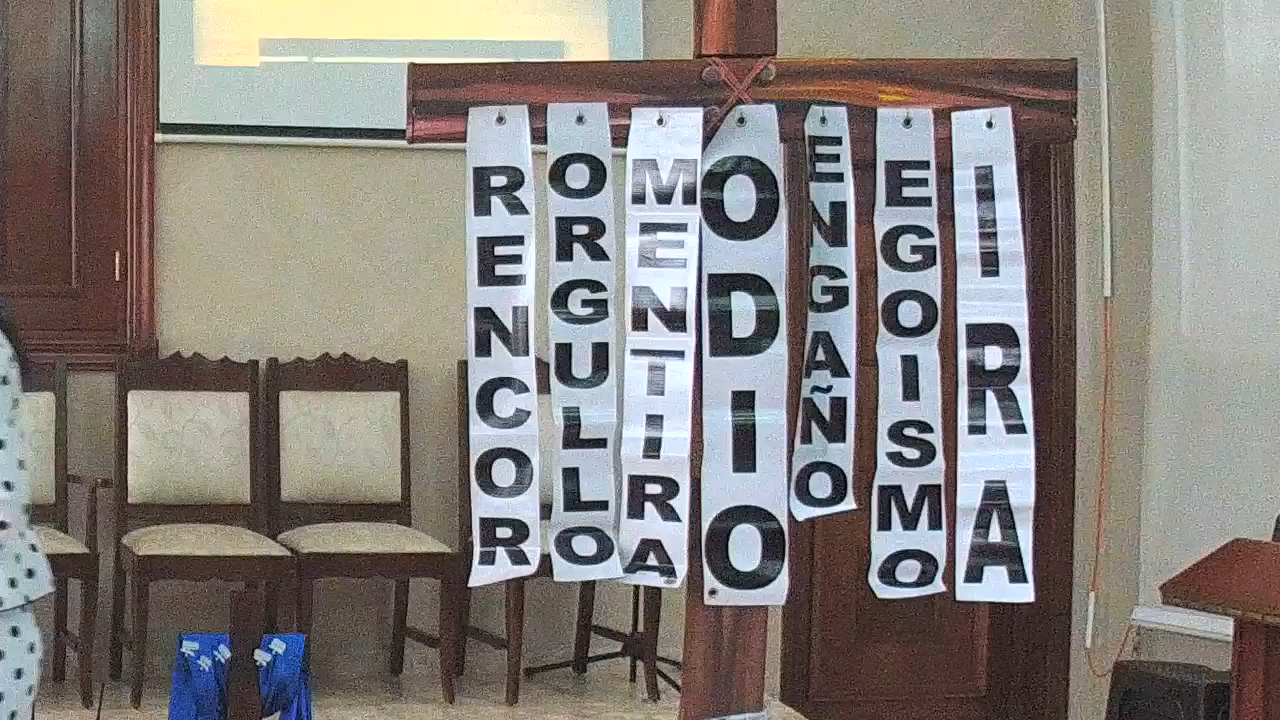 RENCOR
ORGULLO
MENTIRA
ODIO
ENGAÑO
EGOISMO
IRA